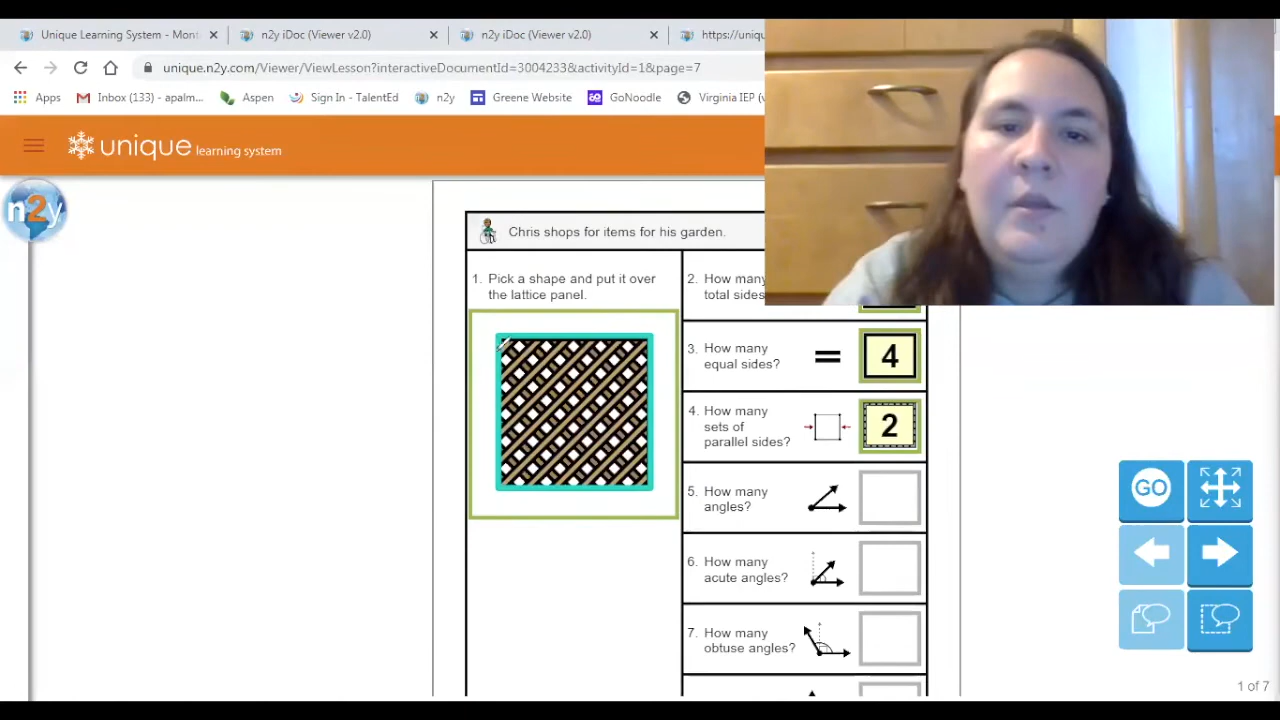 Unique Learning System - Mont
n2y iDoc (Viewer v2.0)
n2y iDoc (Viewer v2.0)
https://uniqu
unique.n2y.com/Viewer/ViewLesson?interactiveDocumentId=3004233&activityId=1&page=7
Apps
Inbox (133) - apalm...
Aspen
Sign In - TalentEd
n2y
Greene Website
GoNoodle
Virginia IEP (v
unique learning system
n2y
Chris shops for items for his garden.
1. Pick a shape and put it over
the lattice panel.
2. How many
total sides
3. How many
equal sides?
=
4
4. How many
sets of
parallel sides?
2
5. How many
angles?
6. How many
acute angles?
7. How many
obtuse angles?
GO
1 of 7